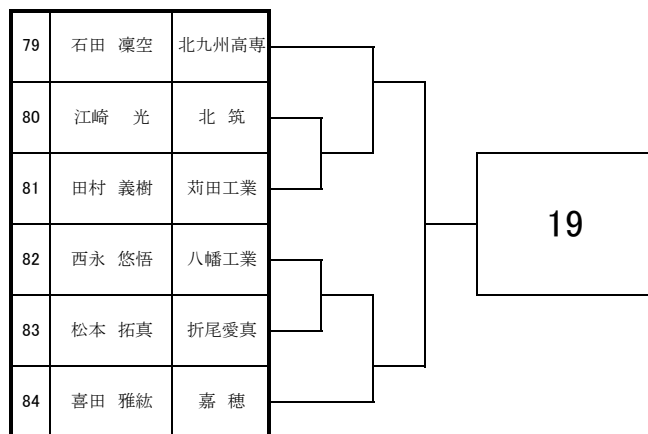 79 石田 凜空 北九州高専
80 江崎 光 北 筑
81 田村 義樹 苅田工業
19
82 西永 悠悟 八幡工業
83 松本 拓真 折尾愛真
84 喜田 雅紘 嘉 穂